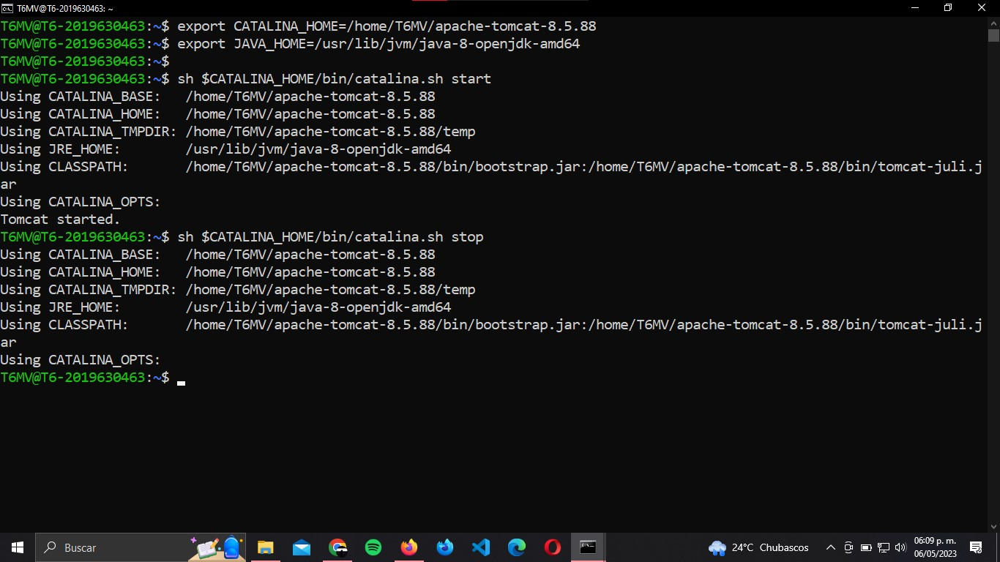 T6MV@T6-2019630463: ~
T6MV@T6-2019630463:~$ export CATALINA_HOME=/home/T6MV/apache-tomcat-8.5.88
T6MV@T6-2019630463:~$ export JAVA_HOME=/usr/lib/jvm/java-8-openjdk-amd64
T6MV@T6-2019630463:~$
T6MV@T6-2019630463:~$ sh $CATALINA_HOME/bin/catalina.sh start
Using CATALINA_BASE:   /home/T6MV/apache-tomcat-8.5.88
Using CATALINA_HOME:   /home/T6MV/apache-tomcat-8.5.88
Using CATALINA_TMPDIR: /home/T6MV/apache-tomcat-8.5.88/temp
Using JRE_HOME:        /usr/lib/jvm/java-8-openjdk-amd64
Using CLASSPATH:       /home/T6MV/apache-tomcat-8.5.88/bin/bootstrap.jar:/home/T6MV/apache-tomcat-8.5.88/bin/tomcat-juli.j
ar
Using CATALINA_OPTS:
Tomcat started.
T6MV@T6-2019630463:~$ sh $CATALINA_HOME/bin/catalina.sh stop
Using CATALINA_BASE:   /home/T6MV/apache-tomcat-8.5.88
Using CATALINA_HOME:   /home/T6MV/apache-tomcat-8.5.88
Using CATALINA_TMPDIR: /home/T6MV/apache-tomcat-8.5.88/temp
Using JRE_HOME:        /usr/lib/jvm/java-8-openjdk-amd64
Using CLASSPATH:       /home/T6MV/apache-tomcat-8.5.88/bin/bootstrap.jar:/home/T6MV/apache-tomcat-8.5.88/bin/tomcat-juli.j
ar
Using CATALINA_OPTS:
T6MV@T6-2019630463:~$
Buscar
24°C Chubascos
06:09 p. m.
06/05/2023